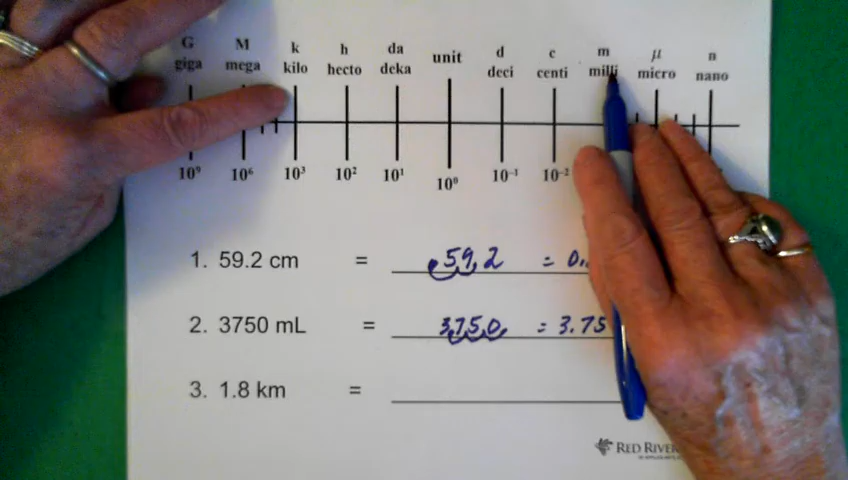 G M k h da unit d c m μ n
giga mega kilo hecto deka deci centi milli micro nano
10⁹ 10⁶ 10³ 10² 10¹ 10⁰ 10⁻¹ 10⁻²
1. 59.2 cm = .59.2 = 0.
2. 3750 mL = 3750. = 3.75
3. 1.8 km =
RED RIVER